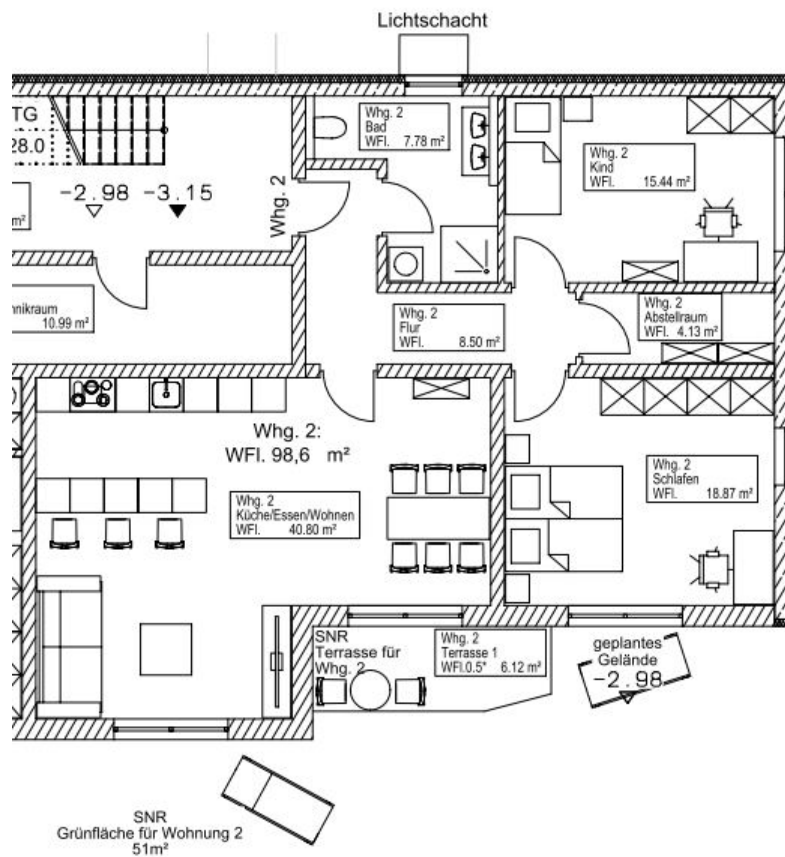 Lichtschacht
TG
28.0
-2.98 -3.15
m²
Whg. 2
Whg. 2
Bad
WFl. 7.78 m²
Whg. 2
Kind
WFl. 15.44 m²
10.99 m²
Whg. 2
Flur
WFl. 8.50 m²
Whg. 2
Abstellraum
WFl. 4.13 m²
Whg. 2:
WFl. 98,6 m²
Whg. 2
Küche/Essen/Wohnen
WFl. 40.80 m²
Whg. 2
Schlafen
WFl. 18.87 m²
SNR
Terrasse für
Whg. 2
Whg. 2
Terrasse 1
WFl.0.5* 6.12 m²
geplantes
Gelände
-2.98
SNR
Grünfläche für Wohnung 2
51m²